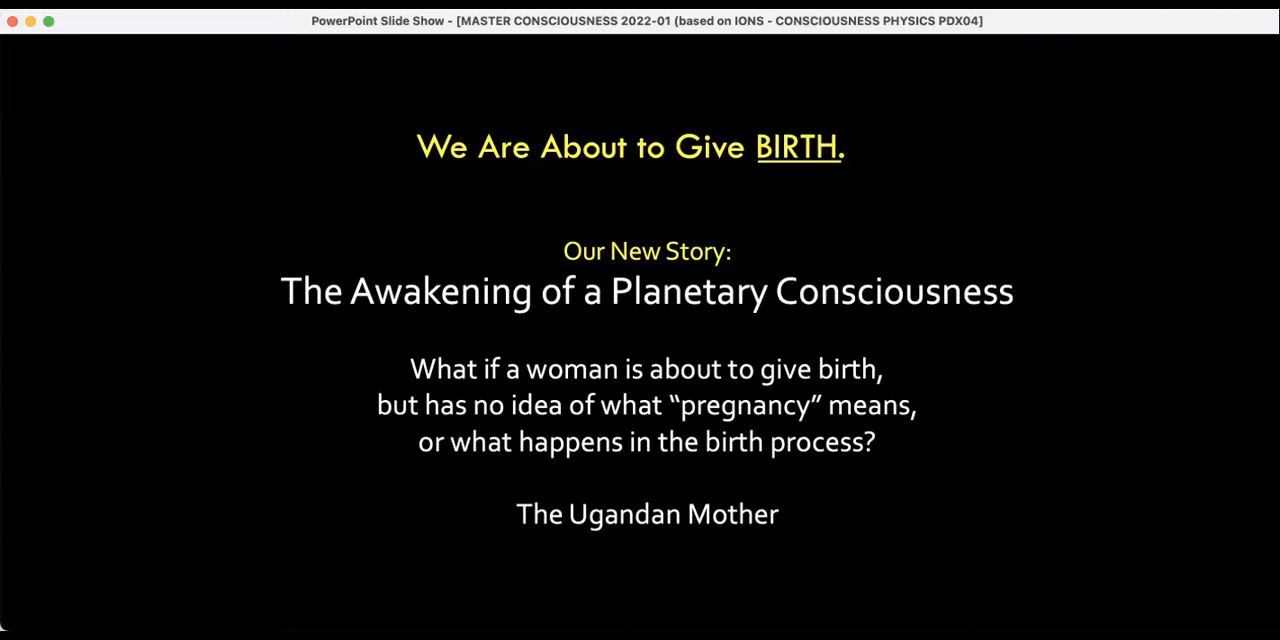 PowerPoint Slide Show - [MASTER CONSCIOUSNESS 2022-01 (based on IONS - CONSCIOUSNESS PHYSICS PDX04]
We Are About to Give BIRTH.
Our New Story:
The Awakening of a Planetary Consciousness
What if a woman is about to give birth,
but has no idea of what “pregnancy” means,
or what happens in the birth process?
The Ugandan Mother